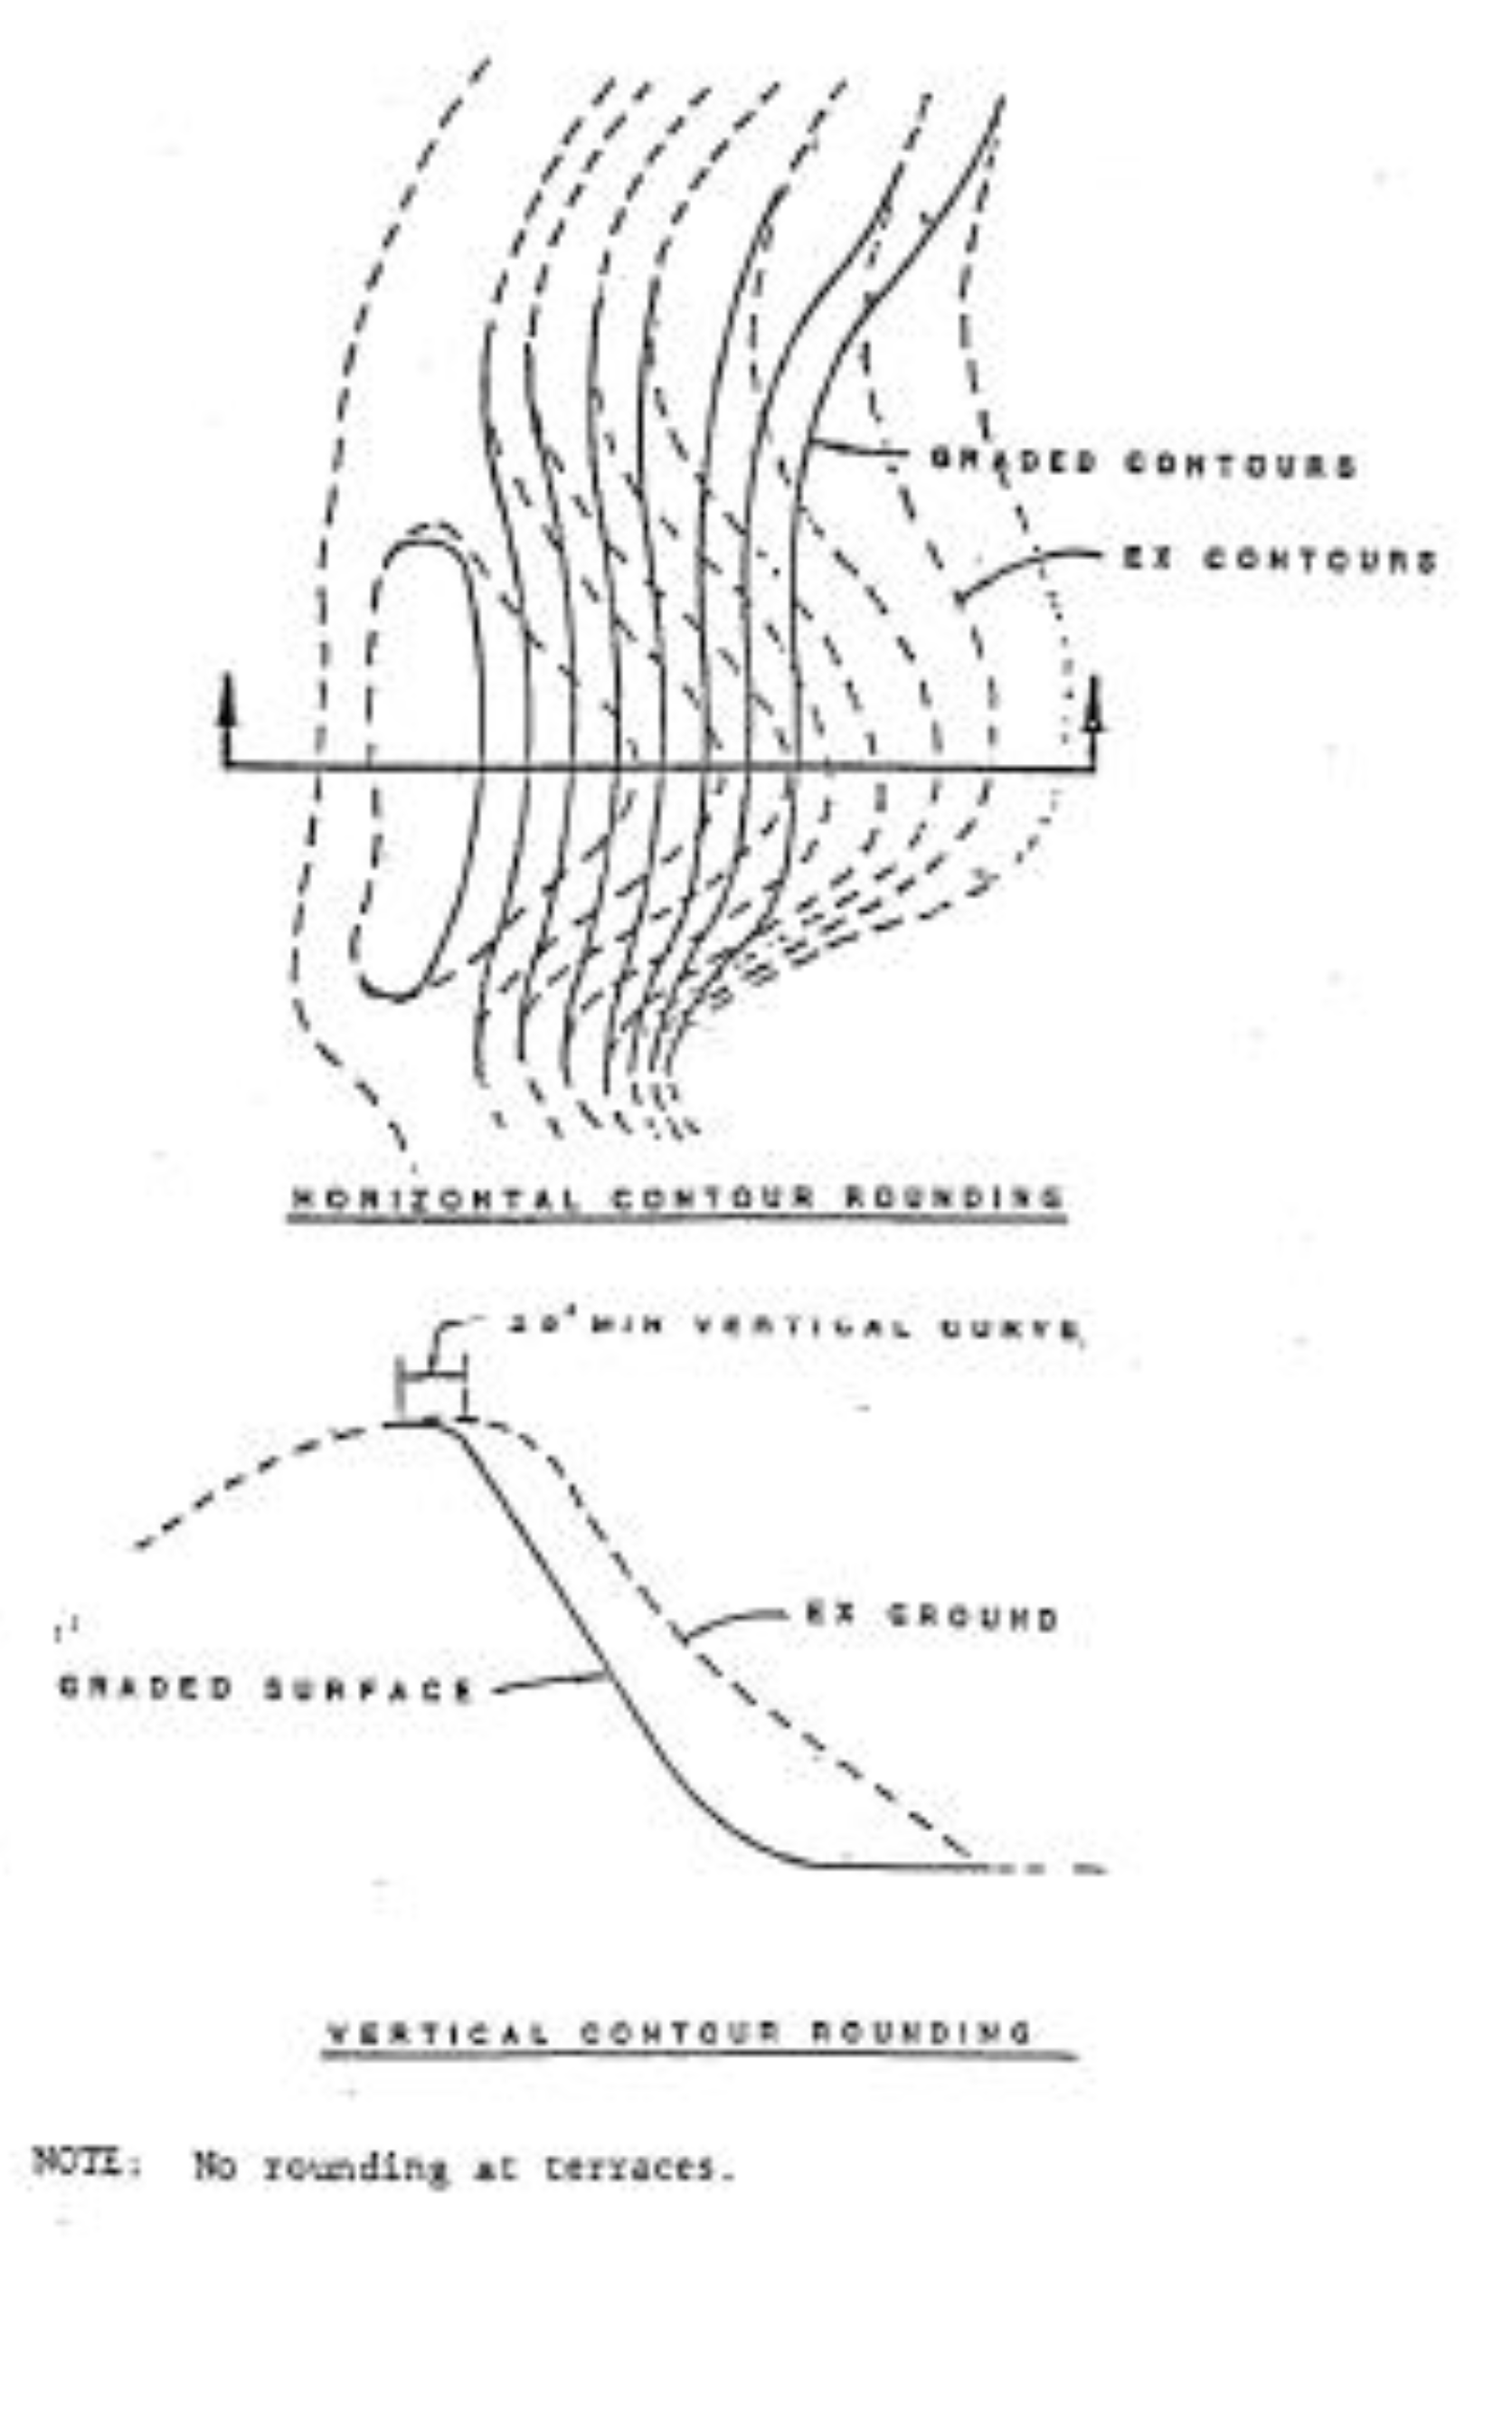 GRADED CONTOURS
EX CONTOURS
HORIZONTAL CONTOUR ROUNDING
MIN VERTICAL CURVE
EX GROUND
GRADED SURFACE
VERTICAL CONTOUR ROUNDING
NOTE: No rounding at terraces.